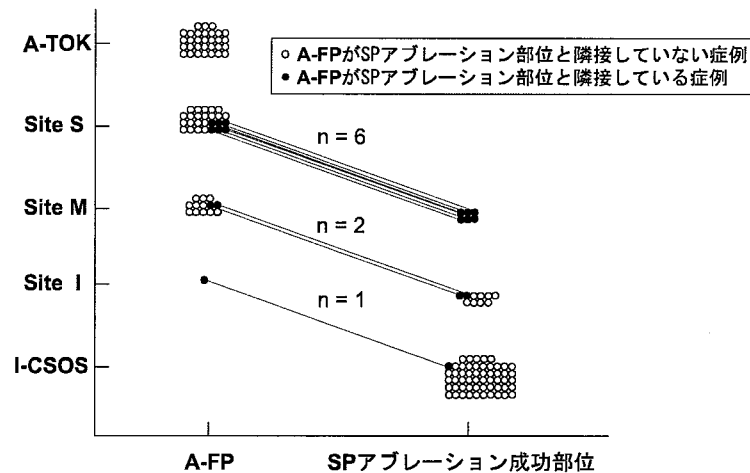 A-TOK
○ A-FPがSPアブレーション部位と隣接していない症例
● A-FPがSPアブレーション部位と隣接している症例
Site S
n = 6
Site M
n = 2
Site I
n = 1
I-CSOS
A-FP
SPアブレーション成功部位